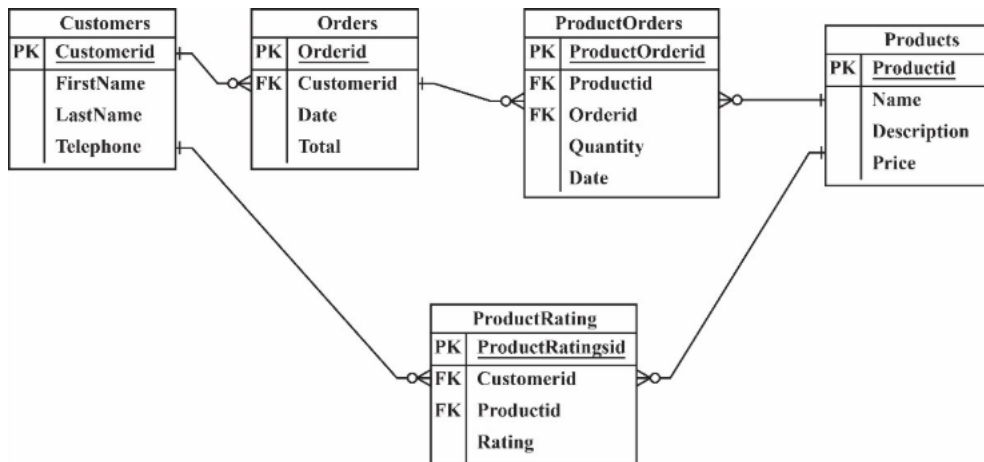 Customers
PK Customerid
FirstName
LastName
Telephone
Orders
PK Orderid
FK Customerid
Date
Total
ProductOrders
PK ProductOrderid
FK Productid
FK Orderid
Quantity
Date
Products
PK Productid
Name
Description
Price
ProductRating
PK ProductRatingsid
FK Customerid
FK Productid
Rating